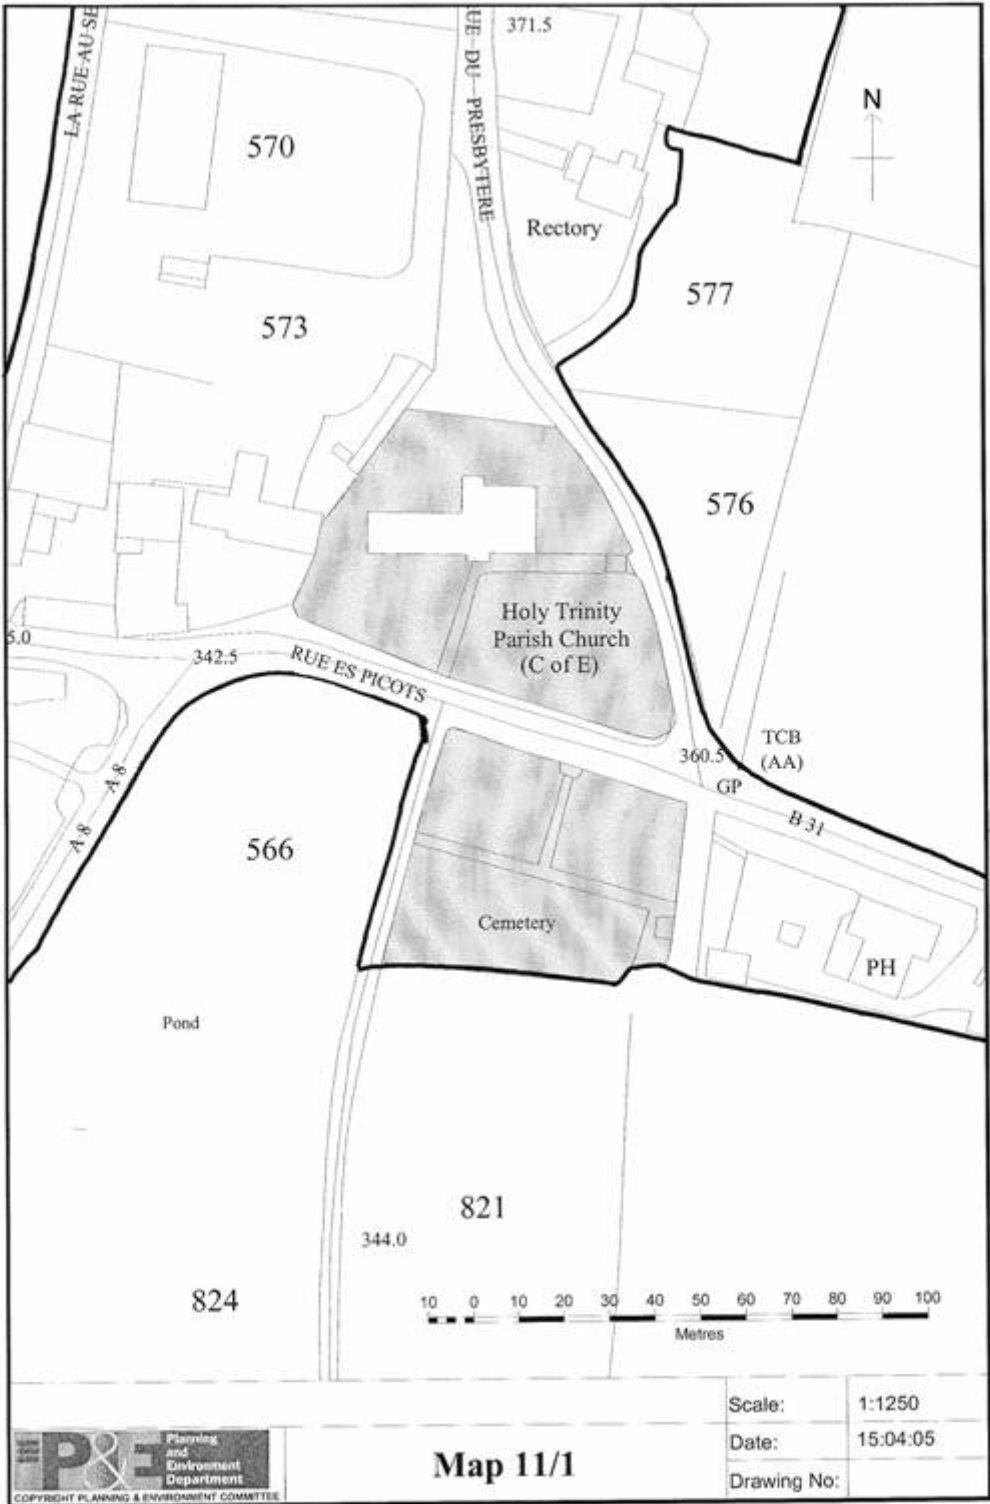 LA RUE AU SE
UE DU PRESBYTERE
371.5
N
570
Rectory
577
573
576
Holy Trinity
Parish Church
(C of E)
5.0
342.5
RUE ES PICOTS
360.5
TCB
(AA)
GP
B 31
A 8
A 8
566
Cemetery
PH
Pond
821
344.0
824
10 0 10 20 30 40 50 60 70 80 90 100
Metres
Scale: 1:1250
Date: 15:04:05
Drawing No:
Map 11/1
P&E
Planning
and
Environment
Department
COPYRIGHT PLANNING & ENVIRONMENT COMMITTEE